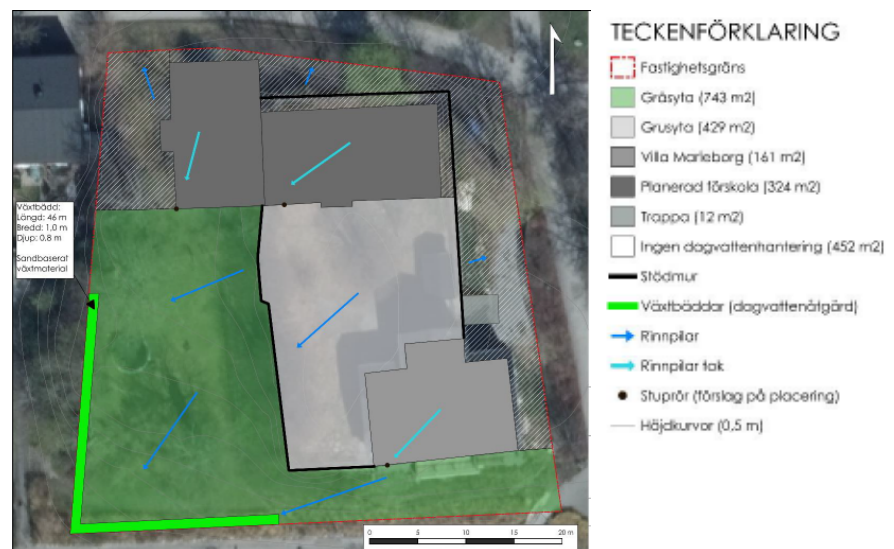 TECKENFÖRKLARING
Fastighetsgräns
Gräsyta (743 m2)
Grusyta (429 m2)
Villa Marieborg (161 m2)
Planerad förskola (324 m2)
Trappa (12 m2)
Ingen dagvattenhantering (452 m2)
Stödmur
Växtbäddar (dagvattenåtgärd)
Rinnpilar
Rinnpilar tak
Stuprör (förslag på placering)
Höjdkurvor (0,5 m)
Växtbädd:
Längd: 46 m
Bredd: 1,0 m
Djup: 0,8 m
Sandbaserat
växtmaterial
0 5 10 15 20 m